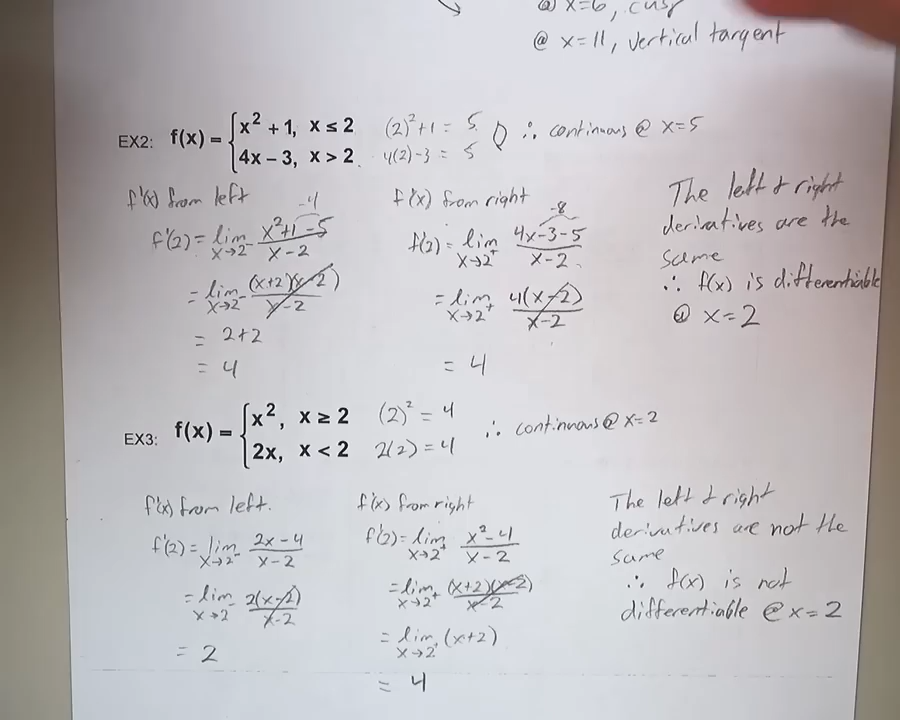 @ x=6, cusp
@ x=11, vertical tangent
EX2: f(x) = { x² + 1, x ≤ 2 (2)²+1 = 5
4x – 3, x > 2 4(2)-3 = 5
∴ continuous @ x=5
f'(x) from left
-4
f'(2) = lim x→2⁻ (x²+1-5)/(x-2)
= lim x→2⁻ (x+2)(x-2)/(x-2)
= 2+2
= 4
f'(x) from right
-8
f'(2) = lim x→2⁺ (4x-3-5)/(x-2)
= lim x→2⁺ 4(x-2)/(x-2)
= 4
The left & right
derivatives are the
same
∴ f(x) is differentiable
@ x=2
EX3: f(x) = { x², x ≥ 2 (2)² = 4
2x, x < 2 2(2) = 4
∴ continuous @ x=2
f'(x) from left.
f'(2) = lim x→2⁻ (2x-4)/(x-2)
= lim x→2⁻ 2(x-2)/(x-2)
= 2
f'(x) from right
f'(2) = lim x→2⁺ (x²-4)/(x-2)
= lim x→2⁺ (x+2)(x-2)/(x-2)
= lim x→2⁺ (x+2)
= 4
The left & right
derivatives are not the
same
∴ f(x) is not
differentiable @ x=2